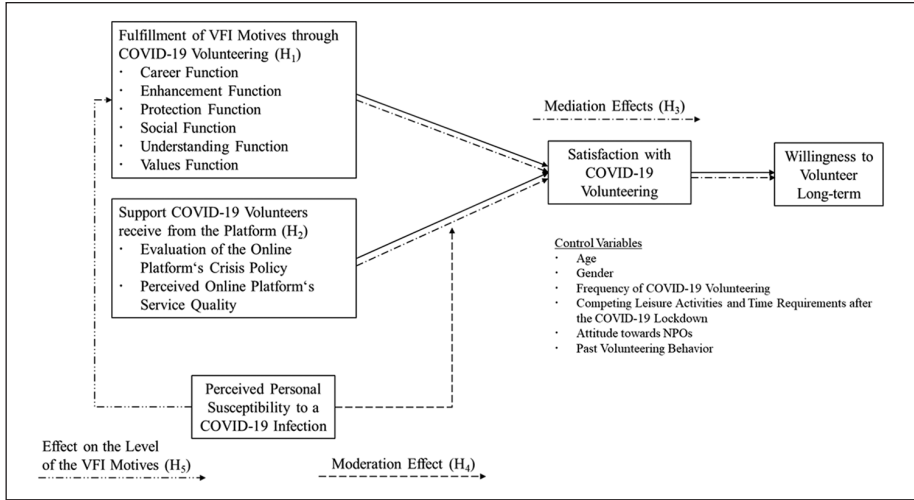 Fulfillment of VFI Motives through
COVID-19 Volunteering (H₁)
· Career Function
· Enhancement Function
· Protection Function
· Social Function
· Understanding Function
· Values Function
Mediation Effects (H₃)
Satisfaction with
COVID-19
Volunteering
Willingness to
Volunteer
Long-term
Support COVID-19 Volunteers
receive from the Platform (H₂)
· Evaluation of the Online
Platform‘s Crisis Policy
· Perceived Online Platform‘s
Service Quality
Control Variables
· Age
· Gender
· Frequency of COVID-19 Volunteering
· Competing Leisure Activities and Time Requirements after
the COVID-19 Lockdown
· Attitude towards NPOs
· Past Volunteering Behavior
Perceived Personal
Susceptibility to a
COVID-19 Infection
Effect on the Level
of the VFI Motives (H₅)
Moderation Effect (H₄)